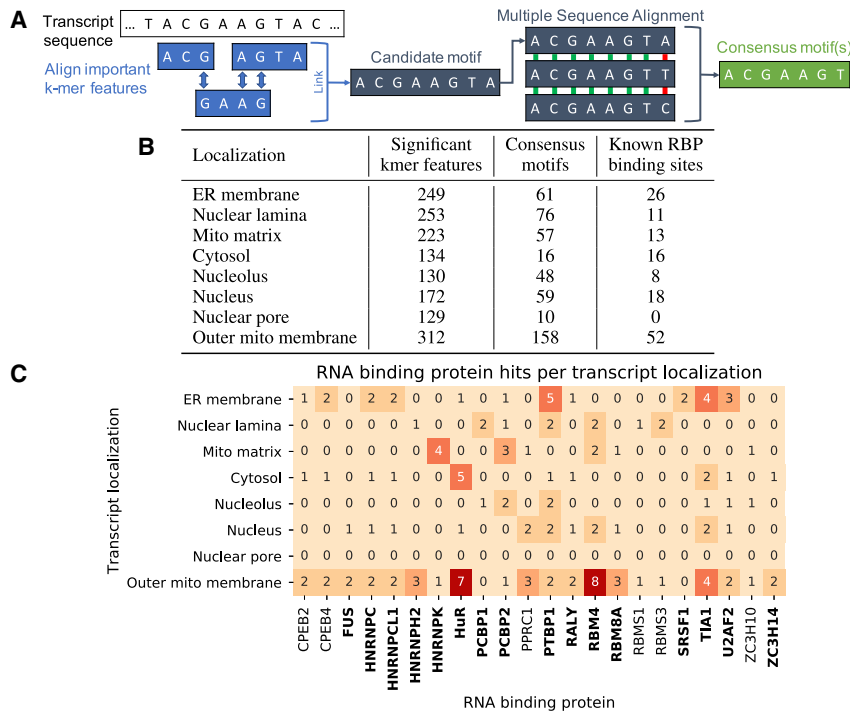 A
Transcript sequence
... T A C G A A G T A C ...
Align important k-mer features
A C G
A G T A
G A A G
Link
Candidate motif
A C G A A G T A
Multiple Sequence Alignment
A C G A A G T A
A C G A A G T T
A C G A A G T C
Consensus motif(s)
A C G A A G T
B
Localization Significant kmer features Consensus motifs Known RBP binding sites
ER membrane 249 61 26
Nuclear lamina 253 76 11
Mito matrix 223 57 13
Cytosol 134 16 16
Nucleolus 130 48 8
Nucleus 172 59 18
Nuclear pore 129 10 0
Outer mito membrane 312 158 52
C
RNA binding protein hits per transcript localization
Transcript localization
ER membrane 1 2 0 2 2 0 0 1 0 1 0 5 1 0 0 0 0 2 4 3 0 0
Nuclear lamina 0 0 0 0 0 1 0 0 2 1 0 2 0 2 0 1 2 0 0 0 0 0
Mito matrix 0 0 0 0 0 0 4 0 0 3 0 0 0 2 1 0 0 0 0 0 1 0
Cytosol 1 1 0 1 1 0 0 5 0 0 0 1 1 0 0 0 0 0 2 1 0 1
Nucleolus 0 0 0 0 0 0 0 0 1 2 0 2 0 0 0 0 0 0 1 1 1 0
Nucleus 0 0 1 1 1 0 0 1 0 0 2 2 1 2 1 0 0 0 2 1 0 0
Nuclear pore 0 0 0 0 0 0 0 0 0 0 0 0 0 0 0 0 0 0 0 0 0 0
Outer mito membrane 2 2 2 2 2 3 1 7 0 1 3 2 2 8 3 1 1 0 4 2 1 2
CPEB2 CPEB4 FUS HNRNPC HNRNPCL1 HNRNPH2 HNRNPK HuR PCBP1 PCBP2 PPRC1 PTBP1 RALY RBM4 RBM8A RBMS1 RBMS3 SRSF1 TIA1 U2AF2 ZC3H10 ZC3H14
RNA binding protein